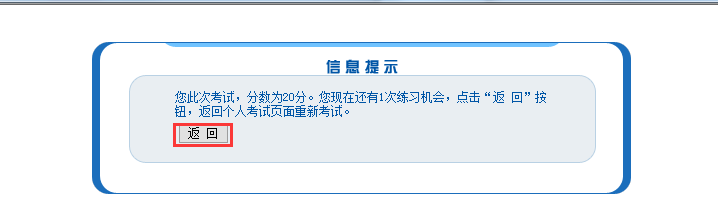 信息提示
您此次考试，分数为20分。您现在还有1次练习机会，点击“返 回”按
钮，返回个人考试页面重新考试。
返 回